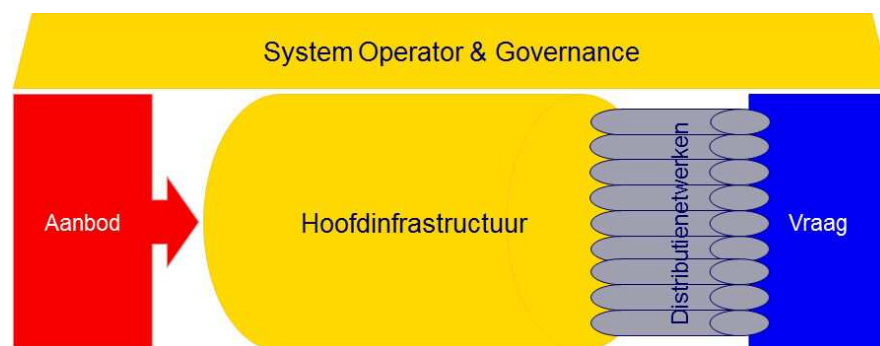 System Operator & Governance
Aanbod
Hoofdinfrastructuur
Distributienetwerken
Vraag